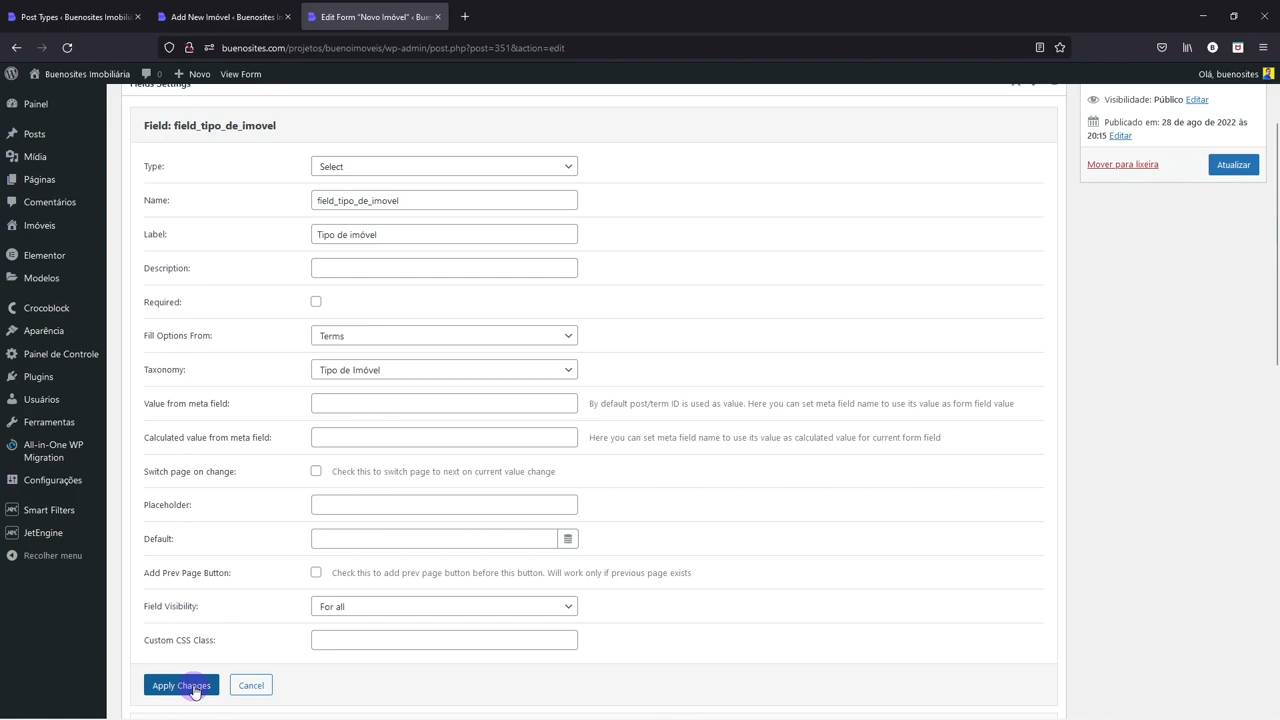 Post Types ‹ Buenosites Imobiliá
Add New Imóvel ‹ Buenosites I
Edit Form "Novo Imóvel" ‹ Bue
buenosites.com/projetos/buenoimoveis/wp-admin/post.php?post=351&action=edit
Buenosites Imobiliária
0
Novo
View Form
Olá, buenosites
Painel
Posts
Mídia
Páginas
Comentários
Imóveis
Elementor
Modelos
Crocoblock
Aparência
Painel de Controle
Plugins
Usuários
Ferramentas
All-in-One WP
Migration
Configurações
Smart Filters
JetEngine
Recolher menu
Fields Settings
Field: field_tipo_de_imovel
Type:
Select
Name:
field_tipo_de_imovel
Label:
Tipo de imóvel
Description:
Required:
Fill Options From:
Terms
Taxonomy:
Tipo de Imóvel
Value from meta field:
By default post/term ID is used as value. Here you can set meta field name to use its value as form field value
Calculated value from meta field:
Here you can set meta field name to use its value as calculated value for current form field
Switch page on change:
Check this to switch page to next on current value change
Placeholder:
Default:
Add Prev Page Button:
Check this to add prev page button before this button. Will work only if previous page exists
Field Visibility:
For all
Custom CSS Class:
Apply Changes
Cancel
Visibilidade: Público Editar
Publicado em: 28 de ago de 2022 às
20:15 Editar
Mover para lixeira
Atualizar